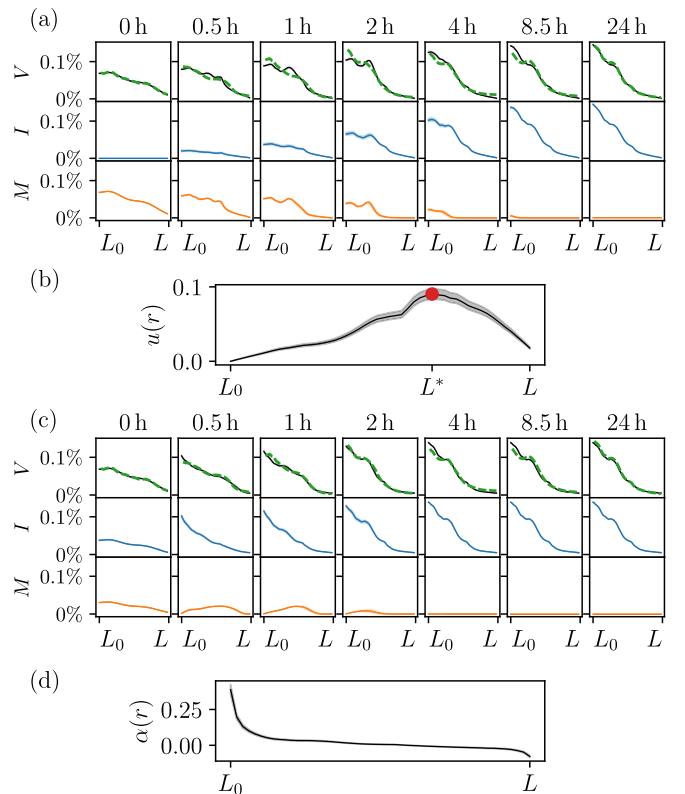 (a)
0 h 0.5 h 1 h 2 h 4 h 8.5 h 24 h
V 0.1%
0%
I 0.1%
0%
M 0.1%
0%
L₀ L L₀ L L₀ L L₀ L L₀ L L₀ L L₀ L
(b)
u(r) 0.1
0.0
L₀ L* L
(c)
0 h 0.5 h 1 h 2 h 4 h 8.5 h 24 h
V 0.1%
0%
I 0.1%
0%
M 0.1%
0%
L₀ L L₀ L L₀ L L₀ L L₀ L L₀ L L₀ L
(d)
α(r) 0.25
0.00
L₀ L